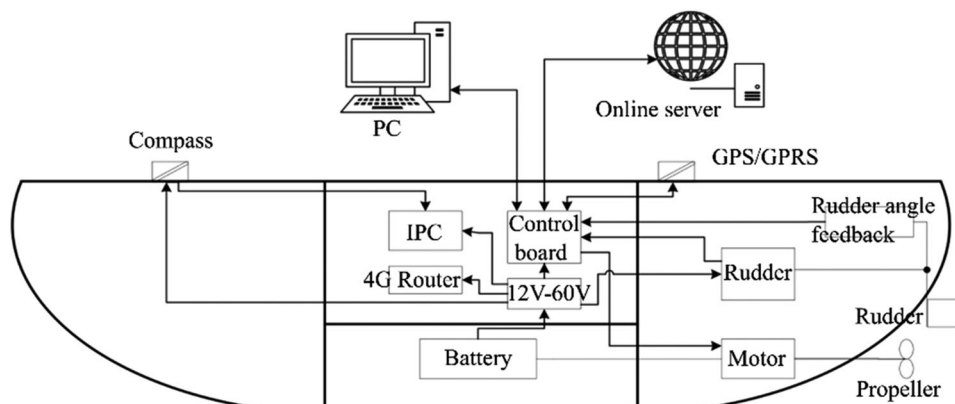 PC
Online server
Compass
GPS/GPRS
IPC
Control
board
Rudder angle
feedback
4G Router
12V-60V
Rudder
Rudder
Battery
Motor
Propeller